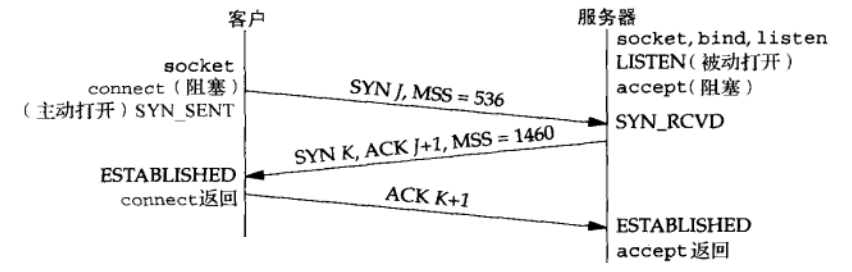 客户
服务器
socket
connect（阻塞）
（主动打开）SYN_SENT
socket, bind, listen
LISTEN（被动打开）
accept（阻塞）
SYN J, MSS = 536
SYN_RCVD
SYN K, ACK J+1, MSS = 1460
ESTABLISHED
connect返回
ACK K+1
ESTABLISHED
accept返回